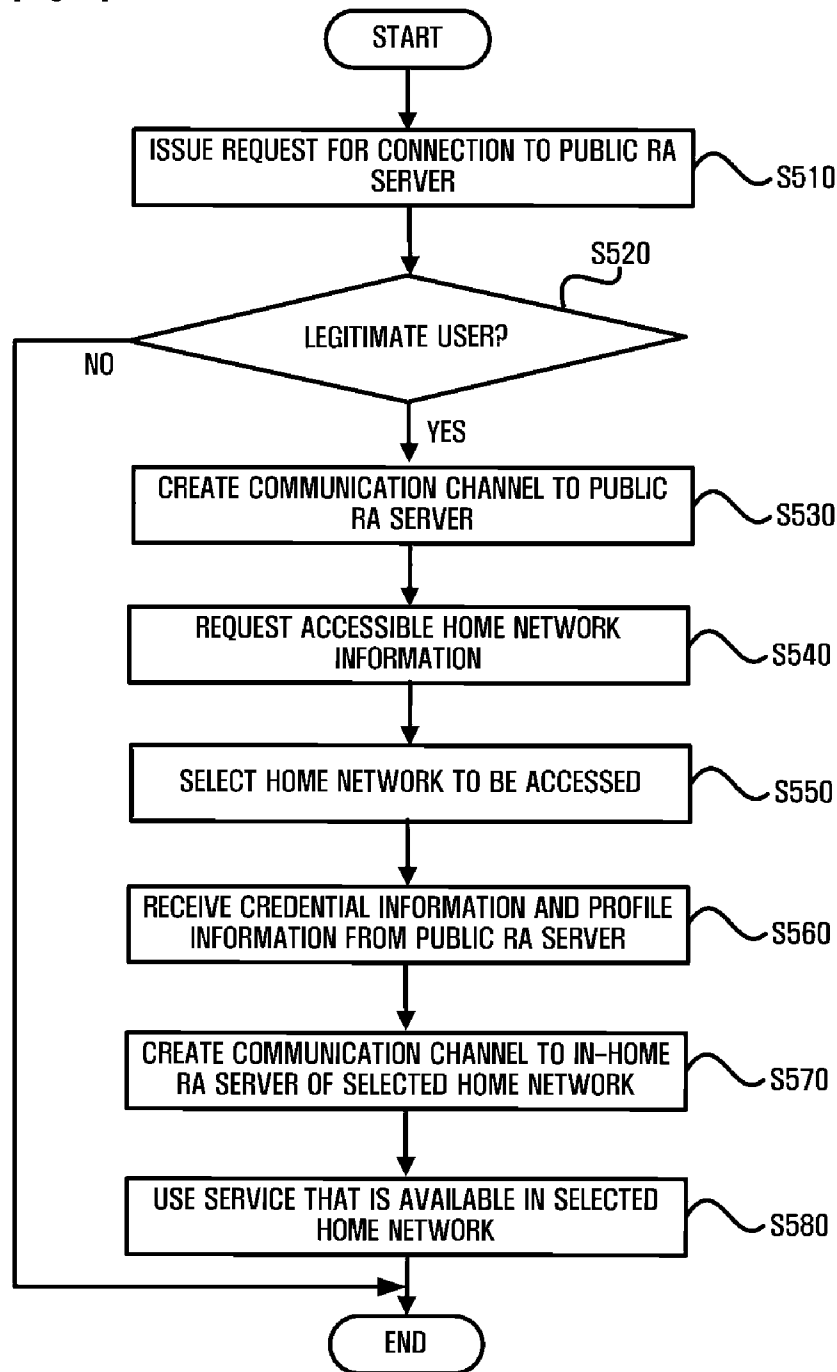 START
ISSUE REQUEST FOR CONNECTION TO PUBLIC RA
SERVER
S510
S520
LEGITIMATE USER?
NO
YES
CREATE COMMUNICATION CHANNEL TO PUBLIC
RA SERVER
S530
REQUEST ACCESSIBLE HOME NETWORK
INFORMATION
S540
SELECT HOME NETWORK TO BE ACCESSED
S550
RECEIVE CREDENTIAL INFORMATION AND PROFILE
INFORMATION FROM PUBLIC RA SERVER
S560
CREATE COMMUNICATION CHANNEL TO IN-HOME
RA SERVER OF SELECTED HOME NETWORK
S570
USE SERVICE THAT IS AVAILABLE IN SELECTED
HOME NETWORK
S580
END